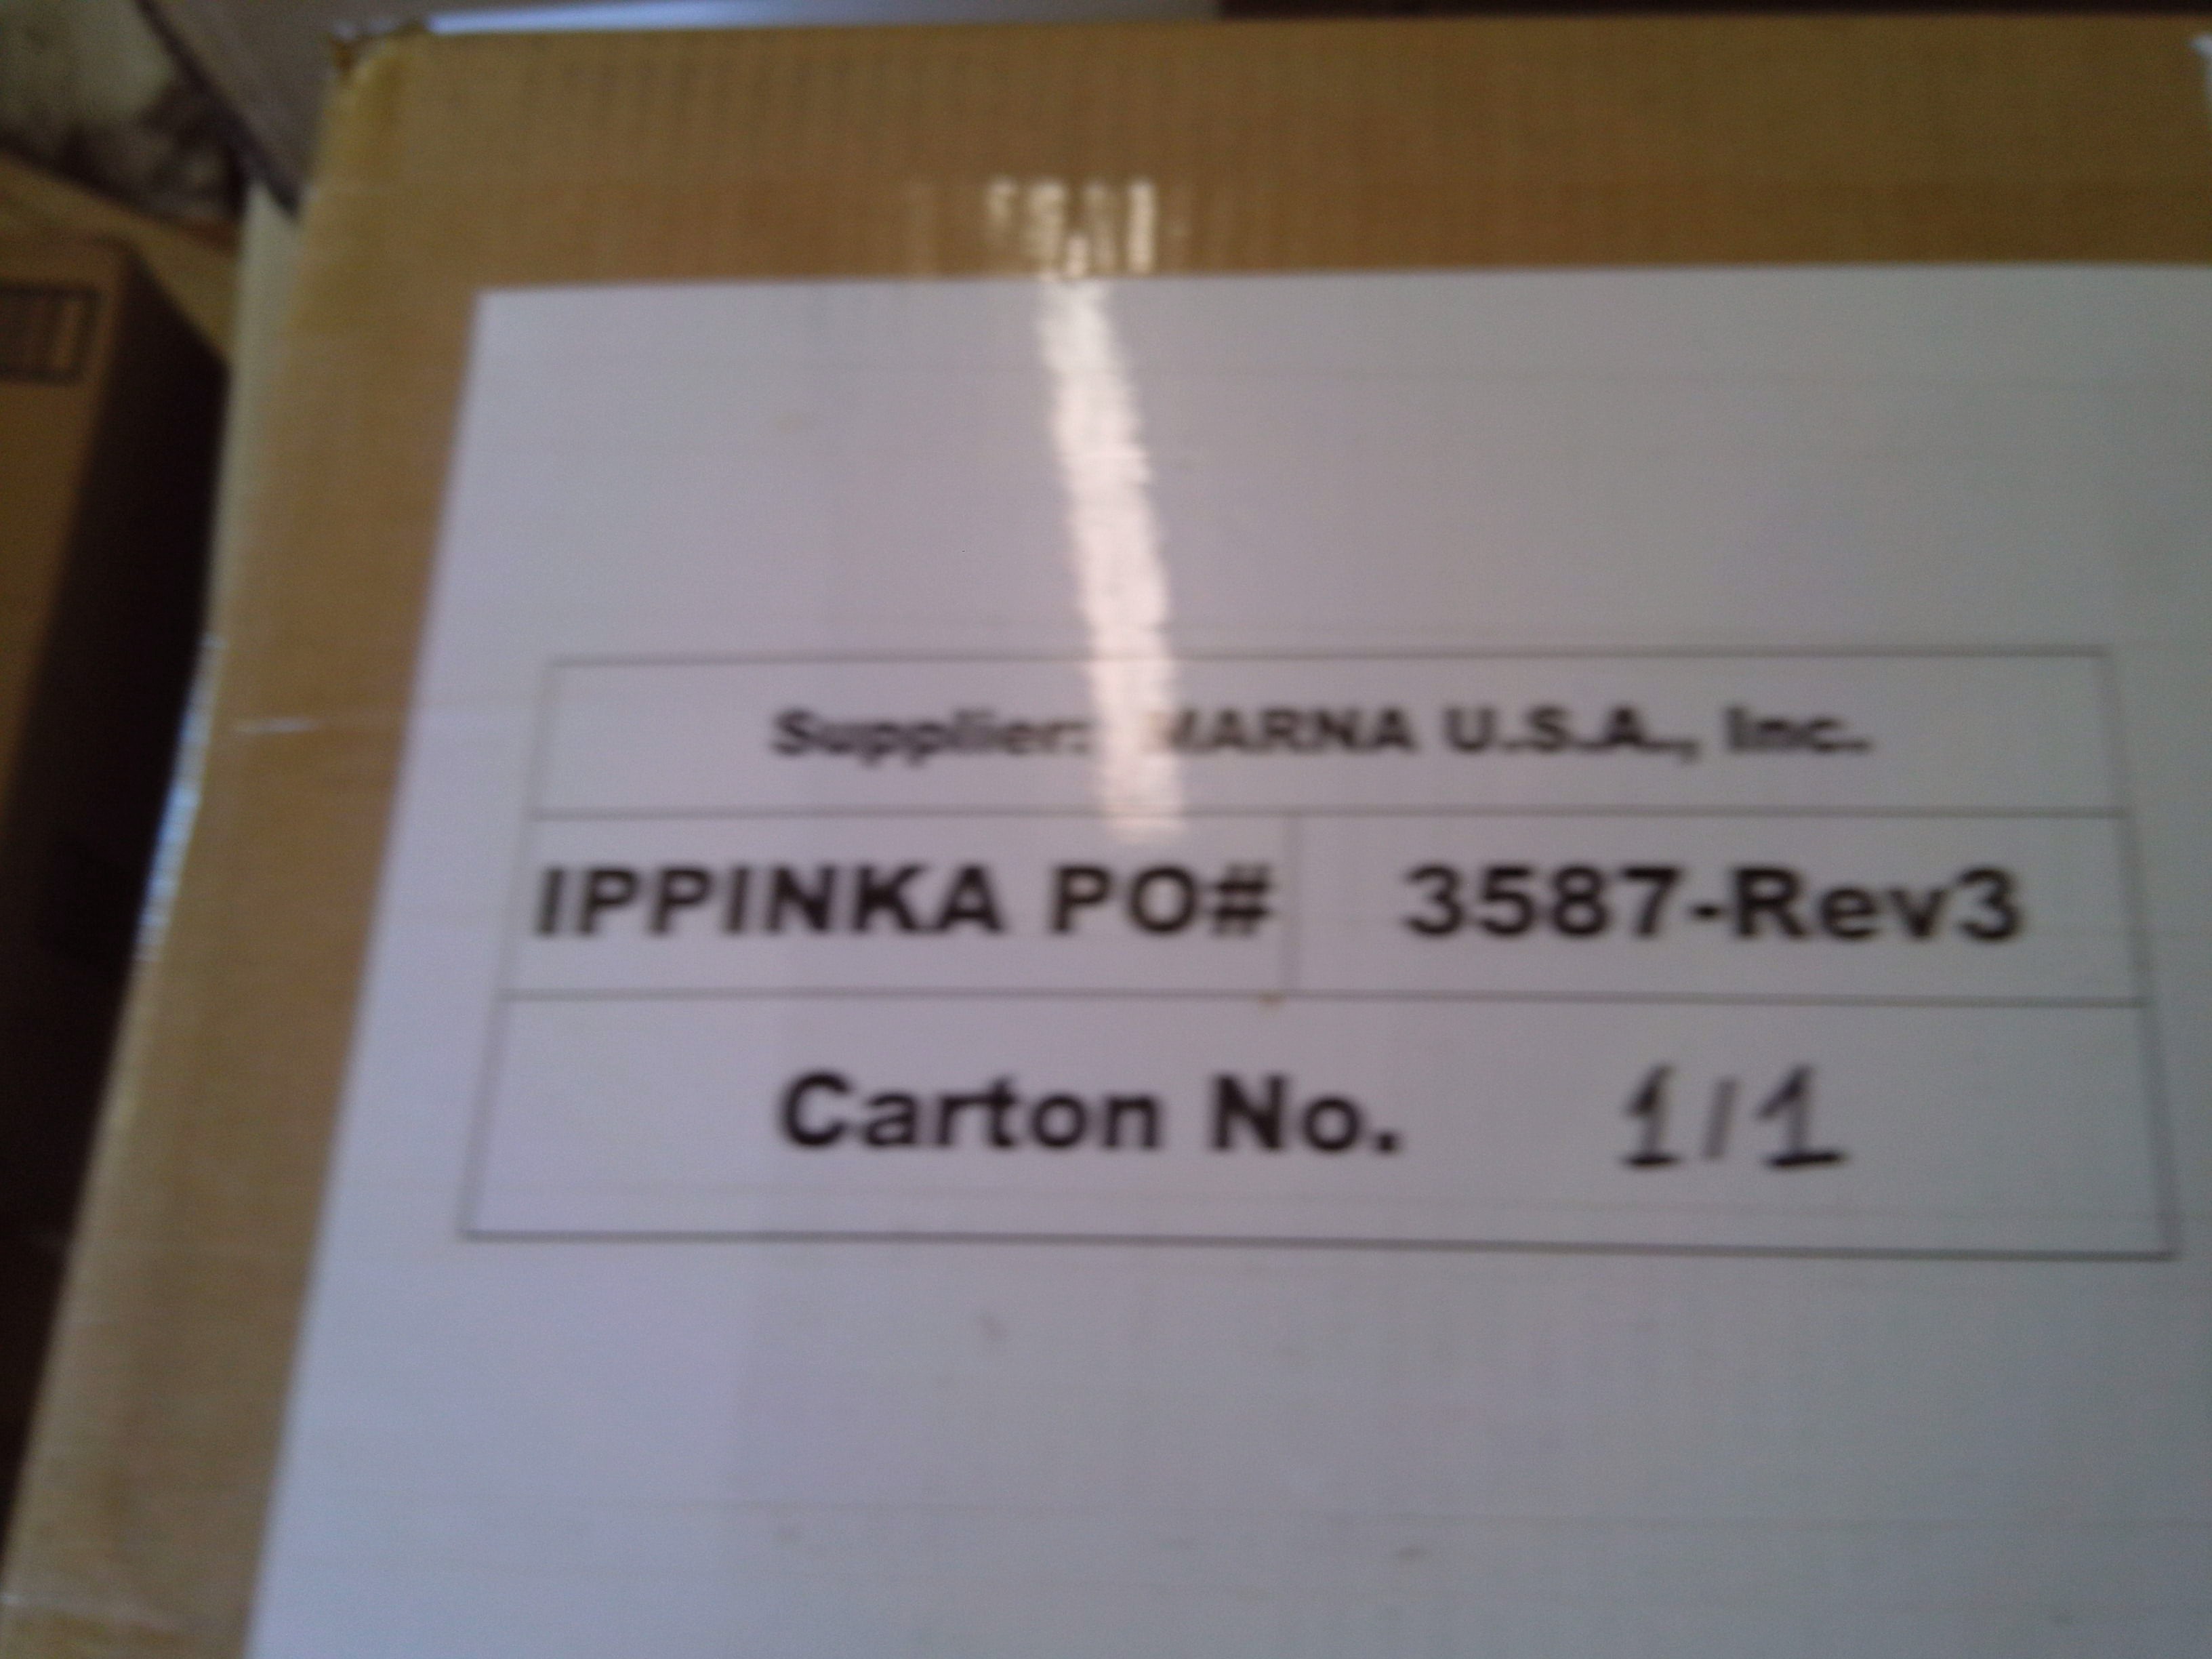 Supplier: MARNA U.S.A., Inc.
IPPINKA PO# 3587-Rev3
Carton No. 1/1